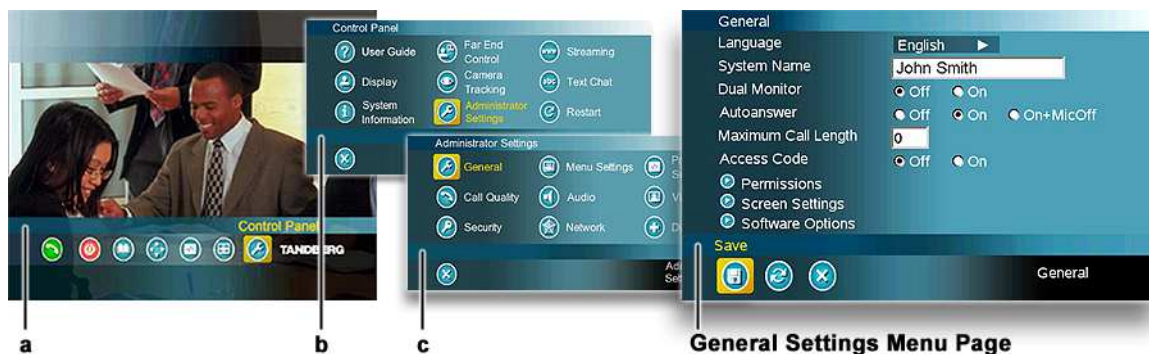 Control Panel
TANDBERG
a
Control Panel
User Guide
Far End
Control
Streaming
Display
Camera
Tracking
Text Chat
System
Information
Administrator
Settings
Restart
b
Administrator Settings
General
Menu Settings
Call Quality
Audio
Security
Network
c
General
Language
English
System Name
John Smith
Dual Monitor
Off On
Autoanswer
Off On On+MicOff
Maximum Call Length
0
Access Code
Off On
Permissions
Screen Settings
Software Options
Save
General
General Settings Menu Page